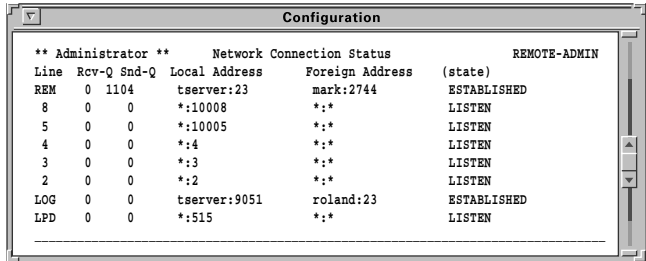 Configuration
** Administrator ** Network Connection Status REMOTE-ADMIN
Line Rcv-Q Snd-Q Local Address Foreign Address (state)
REM 0 1104 tserver:23 mark:2744 ESTABLISHED
8 0 0 *:10008 *:* LISTEN
5 0 0 *:10005 *:* LISTEN
4 0 0 *:4 *:* LISTEN
3 0 0 *:3 *:* LISTEN
2 0 0 *:2 *:* LISTEN
LOG 0 0 tserver:9051 roland:23 ESTABLISHED
LPD 0 0 *:515 *:* LISTEN